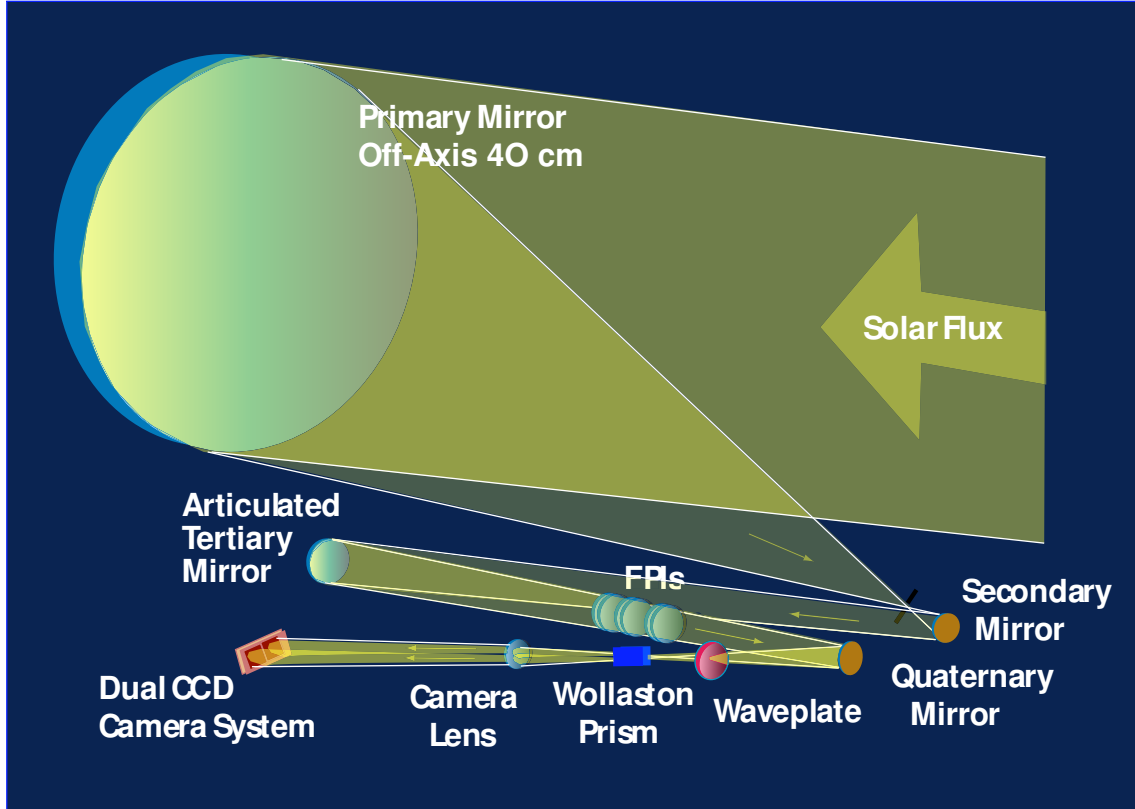 Primary Mirror
Off-Axis 40 cm
Solar Flux
Articulated
Tertiary
Mirror
FPIs
Secondary
Mirror
Quaternary
Mirror
Waveplate
Wollaston
Prism
Camera
Lens
Dual CCD
Camera System